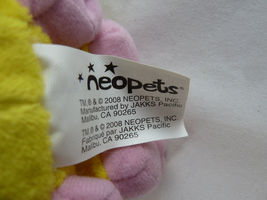 neopets
TM, ® & © 2008 NEOPETS, INC.
Manufactured by JAKKS Pacific
Malibu, CA 90265
TM, ® & © 2008 NEOPETS, INC.
Fabriqué par JAKKS Pacific
Malibu, CA 90265